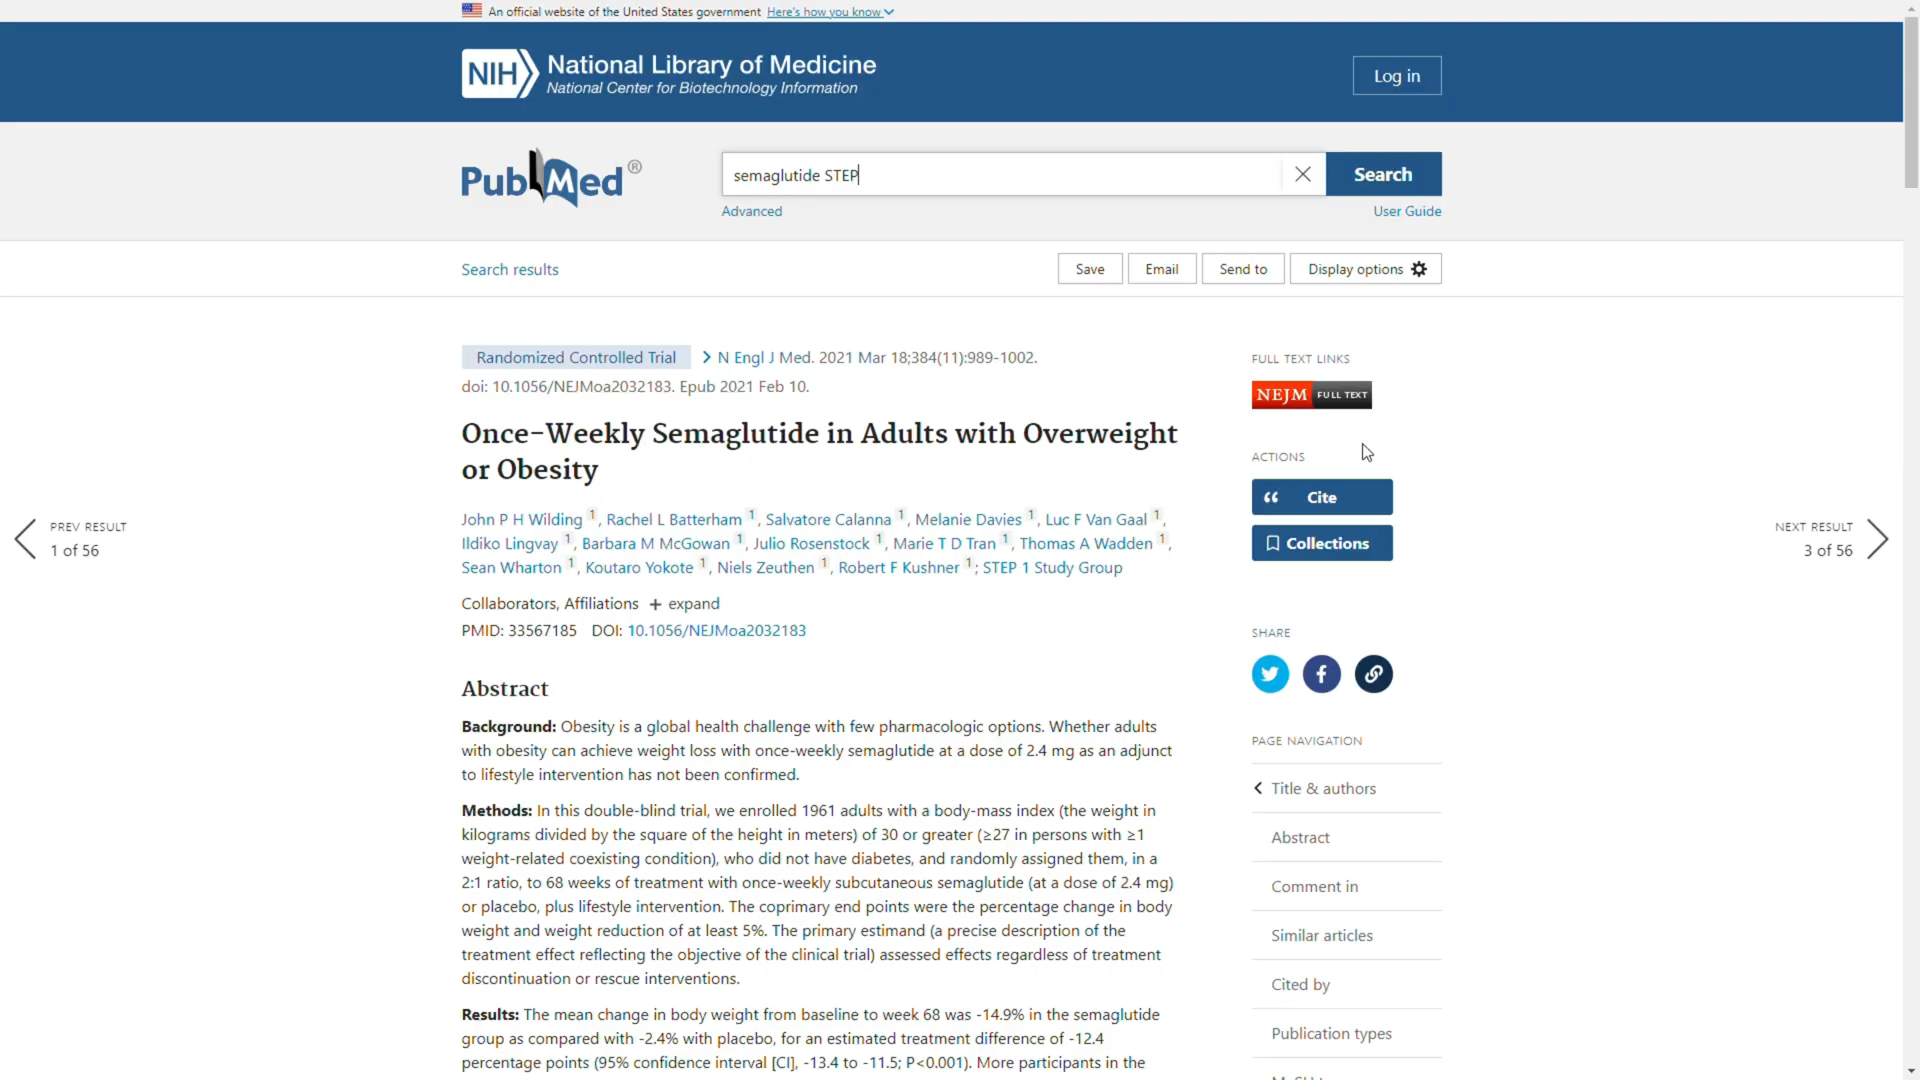 An official website of the United States government Here's how you know
NIH National Library of Medicine
National Center for Biotechnology Information
Log in
PubMed®
semaglutide STEP
Search
Advanced
User Guide
Search results
Save
Email
Send to
Display options
Randomized Controlled Trial
N Engl J Med. 2021 Mar 18;384(11):989-1002.
doi: 10.1056/NEJMoa2032183. Epub 2021 Feb 10.
Once-Weekly Semaglutide in Adults with Overweight
or Obesity
John P H Wilding 1, Rachel L Batterham 1, Salvatore Calanna 1, Melanie Davies 1, Luc F Van Gaal 1,
Ildiko Lingvay 1, Barbara M McGowan 1, Julio Rosenstock 1, Marie T D Tran 1, Thomas A Wadden 1,
Sean Wharton 1, Koutaro Yokote 1, Niels Zeuthen 1, Robert F Kushner 1; STEP 1 Study Group
Collaborators, Affiliations + expand
PMID: 33567185 DOI: 10.1056/NEJMoa2032183
Abstract
Background: Obesity is a global health challenge with few pharmacologic options. Whether adults
with obesity can achieve weight loss with once-weekly semaglutide at a dose of 2.4 mg as an adjunct
to lifestyle intervention has not been confirmed.
Methods: In this double-blind trial, we enrolled 1961 adults with a body-mass index (the weight in
kilograms divided by the square of the height in meters) of 30 or greater (≥27 in persons with ≥1
weight-related coexisting condition), who did not have diabetes, and randomly assigned them, in a
2:1 ratio, to 68 weeks of treatment with once-weekly subcutaneous semaglutide (at a dose of 2.4 mg)
or placebo, plus lifestyle intervention. The coprimary end points were the percentage change in body
weight and weight reduction of at least 5%. The primary estimand (a precise description of the
treatment effect reflecting the objective of the clinical trial) assessed effects regardless of treatment
discontinuation or rescue interventions.
Results: The mean change in body weight from baseline to week 68 was -14.9% in the semaglutide
group as compared with -2.4% with placebo, for an estimated treatment difference of -12.4
percentage points (95% confidence interval [CI], -13.4 to -11.5; P<0.001). More participants in the
PREV RESULT
1 of 56
NEXT RESULT
3 of 56
FULL TEXT LINKS
NEJM FULL TEXT
ACTIONS
Cite
Collections
SHARE
PAGE NAVIGATION
Title & authors
Abstract
Comment in
Similar articles
Cited by
Publication types